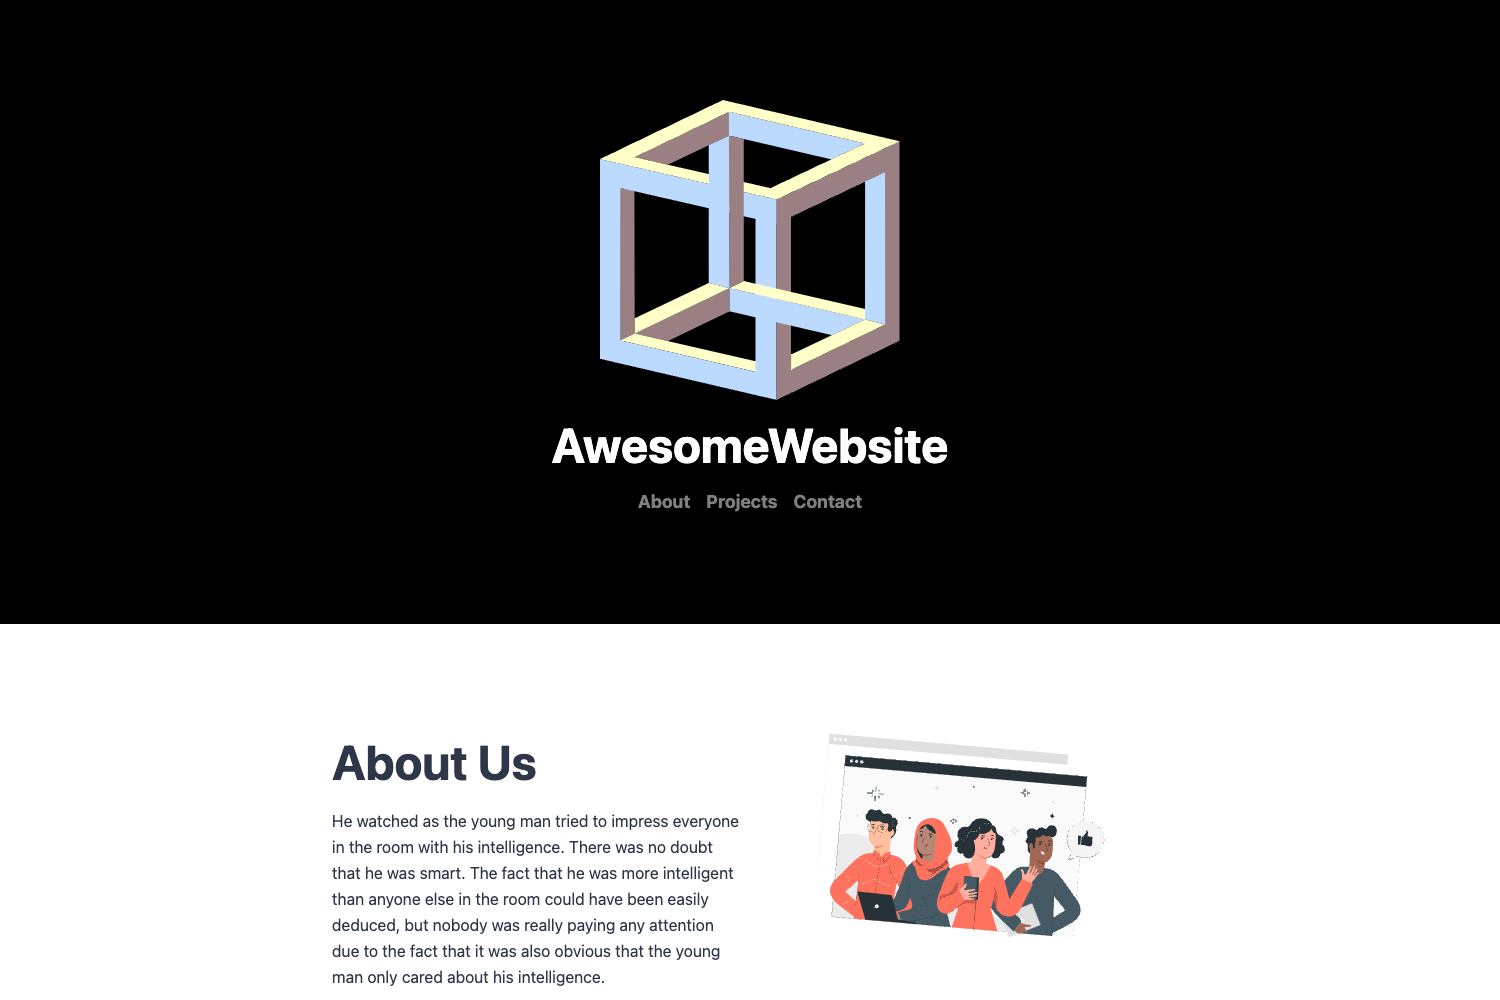 AwesomeWebsite
About Projects Contact
About Us
He watched as the young man tried to impress everyone
in the room with his intelligence. There was no doubt
that he was smart. The fact that he was more intelligent
than anyone else in the room could have been easily
deduced, but nobody was really paying any attention
due to the fact that it was also obvious that the young
man only cared about his intelligence.